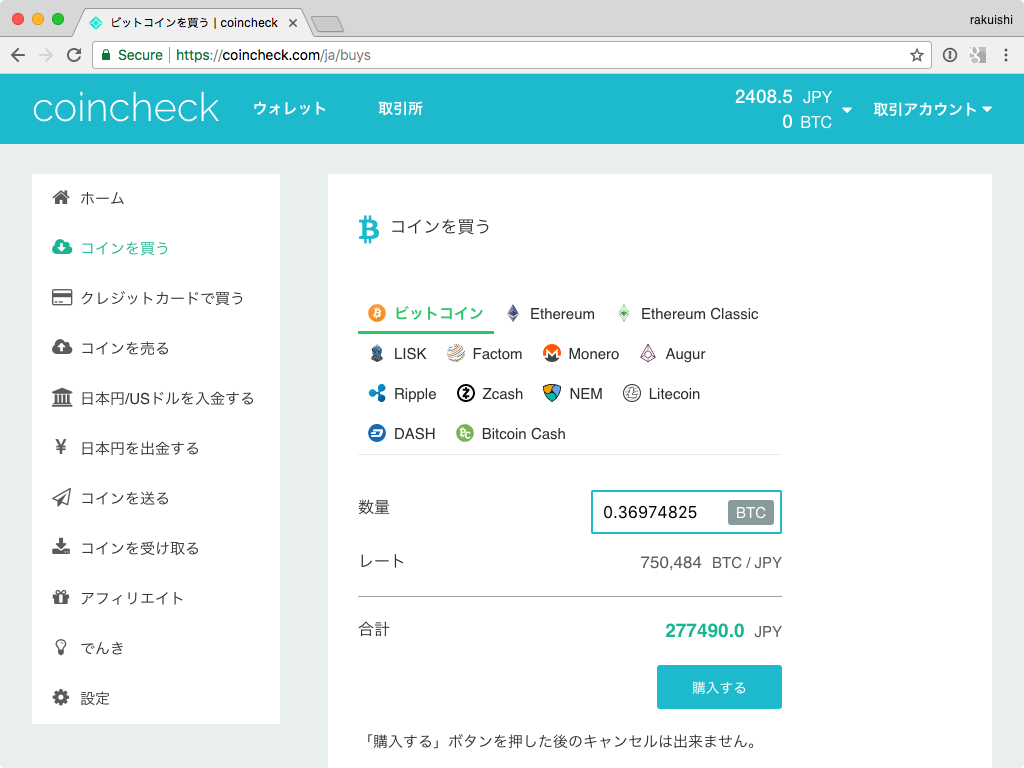 ビットコインを買う | coincheck
rakuishi
Secure https://coincheck.com/ja/buys
coincheck
ウォレット
取引所
2408.5 JPY
0 BTC
取引アカウント
ホーム
コインを買う
クレジットカードで買う
コインを売る
日本円/USドルを入金する
¥ 日本円を出金する
コインを送る
コインを受け取る
アフィリエイト
でんき
設定
コインを買う
ビットコイン Ethereum Ethereum Classic
LISK Factom Monero Augur
Ripple Zcash NEM Litecoin
DASH Bitcoin Cash
数量 0.36974825 BTC
レート 750,484 BTC / JPY
合計 277490.0 JPY
購入する
「購入する」ボタンを押した後のキャンセルは出来ません。